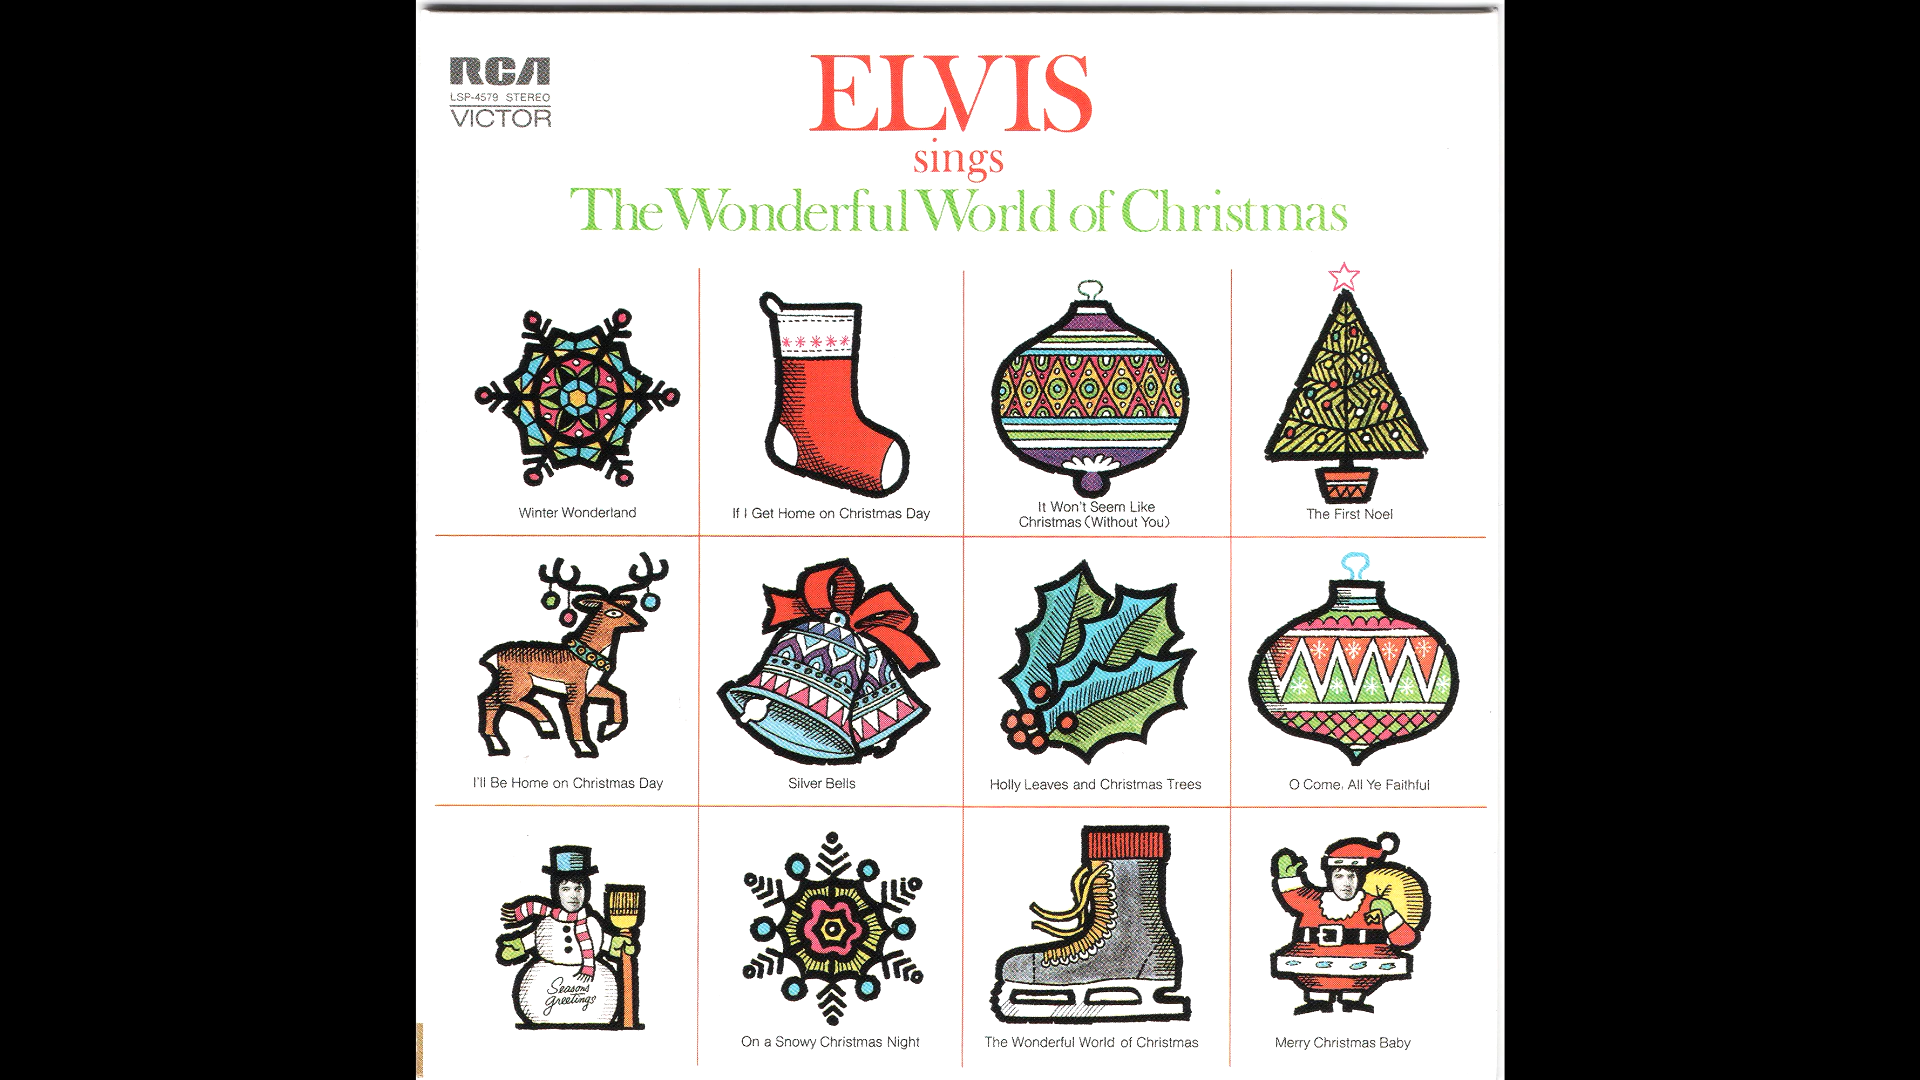 RCA
LSP-4579 STEREO
VICTOR
ELVIS
sings
The Wonderful World of Christmas
Winter Wonderland
If I Get Home on Christmas Day
It Won't Seem Like
Christmas (Without You)
The First Noel
I'll Be Home on Christmas Day
Silver Bells
Holly Leaves and Christmas Trees
O Come, All Ye Faithful
Seasons
Greetings
On a Snowy Christmas Night
The Wonderful World of Christmas
Merry Christmas Baby